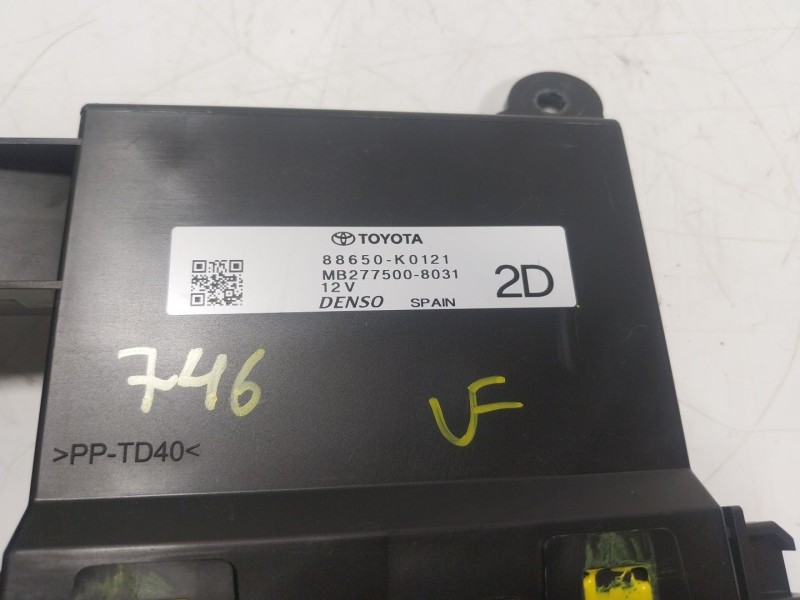 TOYOTA
88650-K0121
MB277500-8031
12V
DENSO SPAIN
2D
746
VF
>PP-TD40<